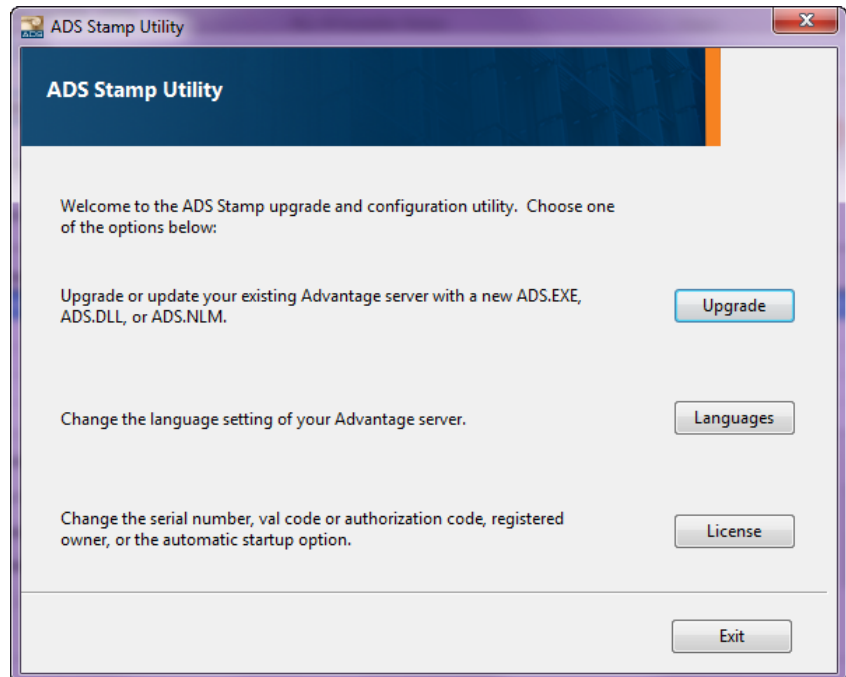 ADS Stamp Utility
ADS Stamp Utility
Welcome to the ADS Stamp upgrade and configuration utility.  Choose one
of the options below:
Upgrade or update your existing Advantage server with a new ADS.EXE,
ADS.DLL, or ADS.NLM.
Upgrade
Change the language setting of your Advantage server.
Languages
Change the serial number, val code or authorization code, registered
owner, or the automatic startup option.
License
Exit